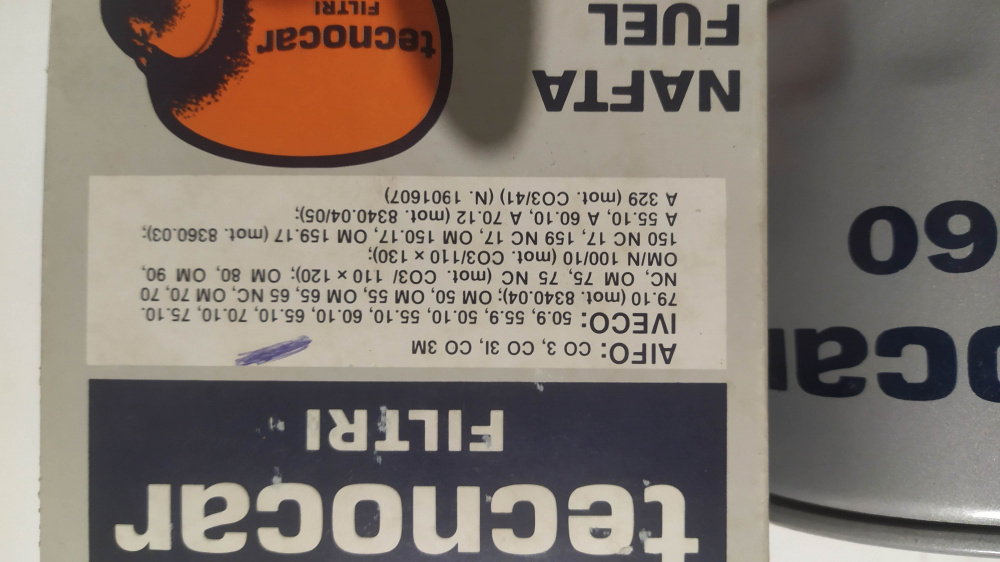 tecnocar
FILTRI
AIFO: CO 3, CO 3I, CO 3M
IVECO: 50.9, 55.9, 50.10, 55.10, 60.10, 65.10, 70.10, 75.10.
79.10 (mot. 8340.04); OM 50, OM 55, OM 65, 65 NC, OM 70, 70
NC, OM 75, 75 NC (mot. CO3/ 110 x 120); OM 80, OM 90,
OM/N 100/10 (mot. CO3/110 x 130);
150 NC 17, 159 NC 17, OM 150.17, OM 159.17 (mot. 8360.03);
A 55.10, A 60.10, A 70.12 (mot. 8340.04/05);
A 329 (mot. CO3/41) (N. 1901607)
NAFTA
FUEL
tecnocar
FILTRI
ocar
60